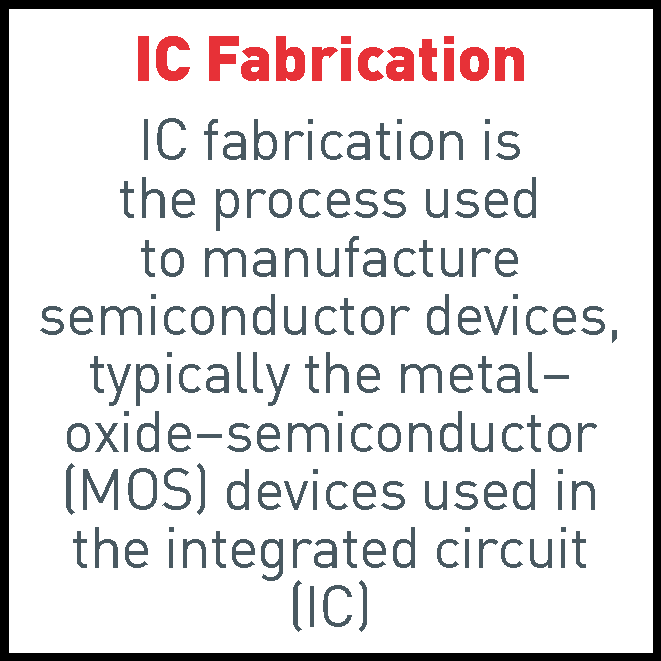 IC Fabrication
IC fabrication is
the process used
to manufacture
semiconductor devices,
typically the metal–
oxide–semiconductor
(MOS) devices used in
the integrated circuit
(IC)